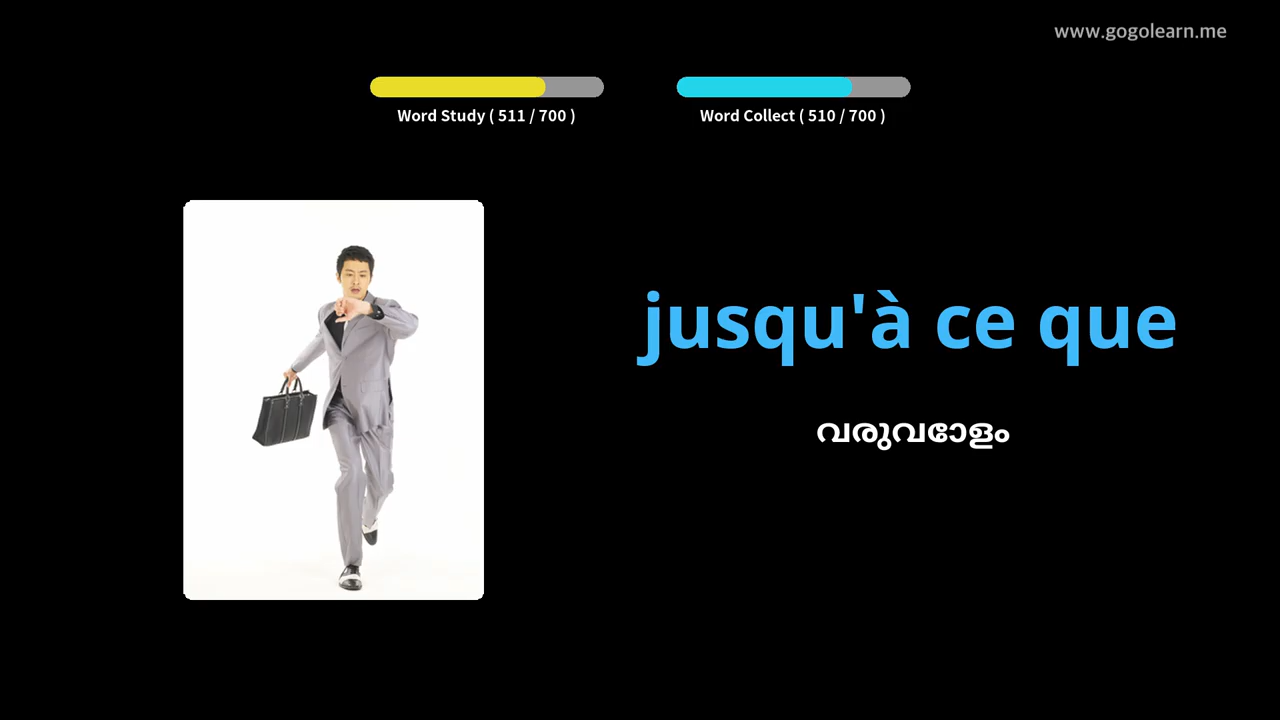 www.gogolearn.me
Word Study ( 511 / 700 )
Word Collect ( 510 / 700 )
jusqu'à ce que
വരുവോളം